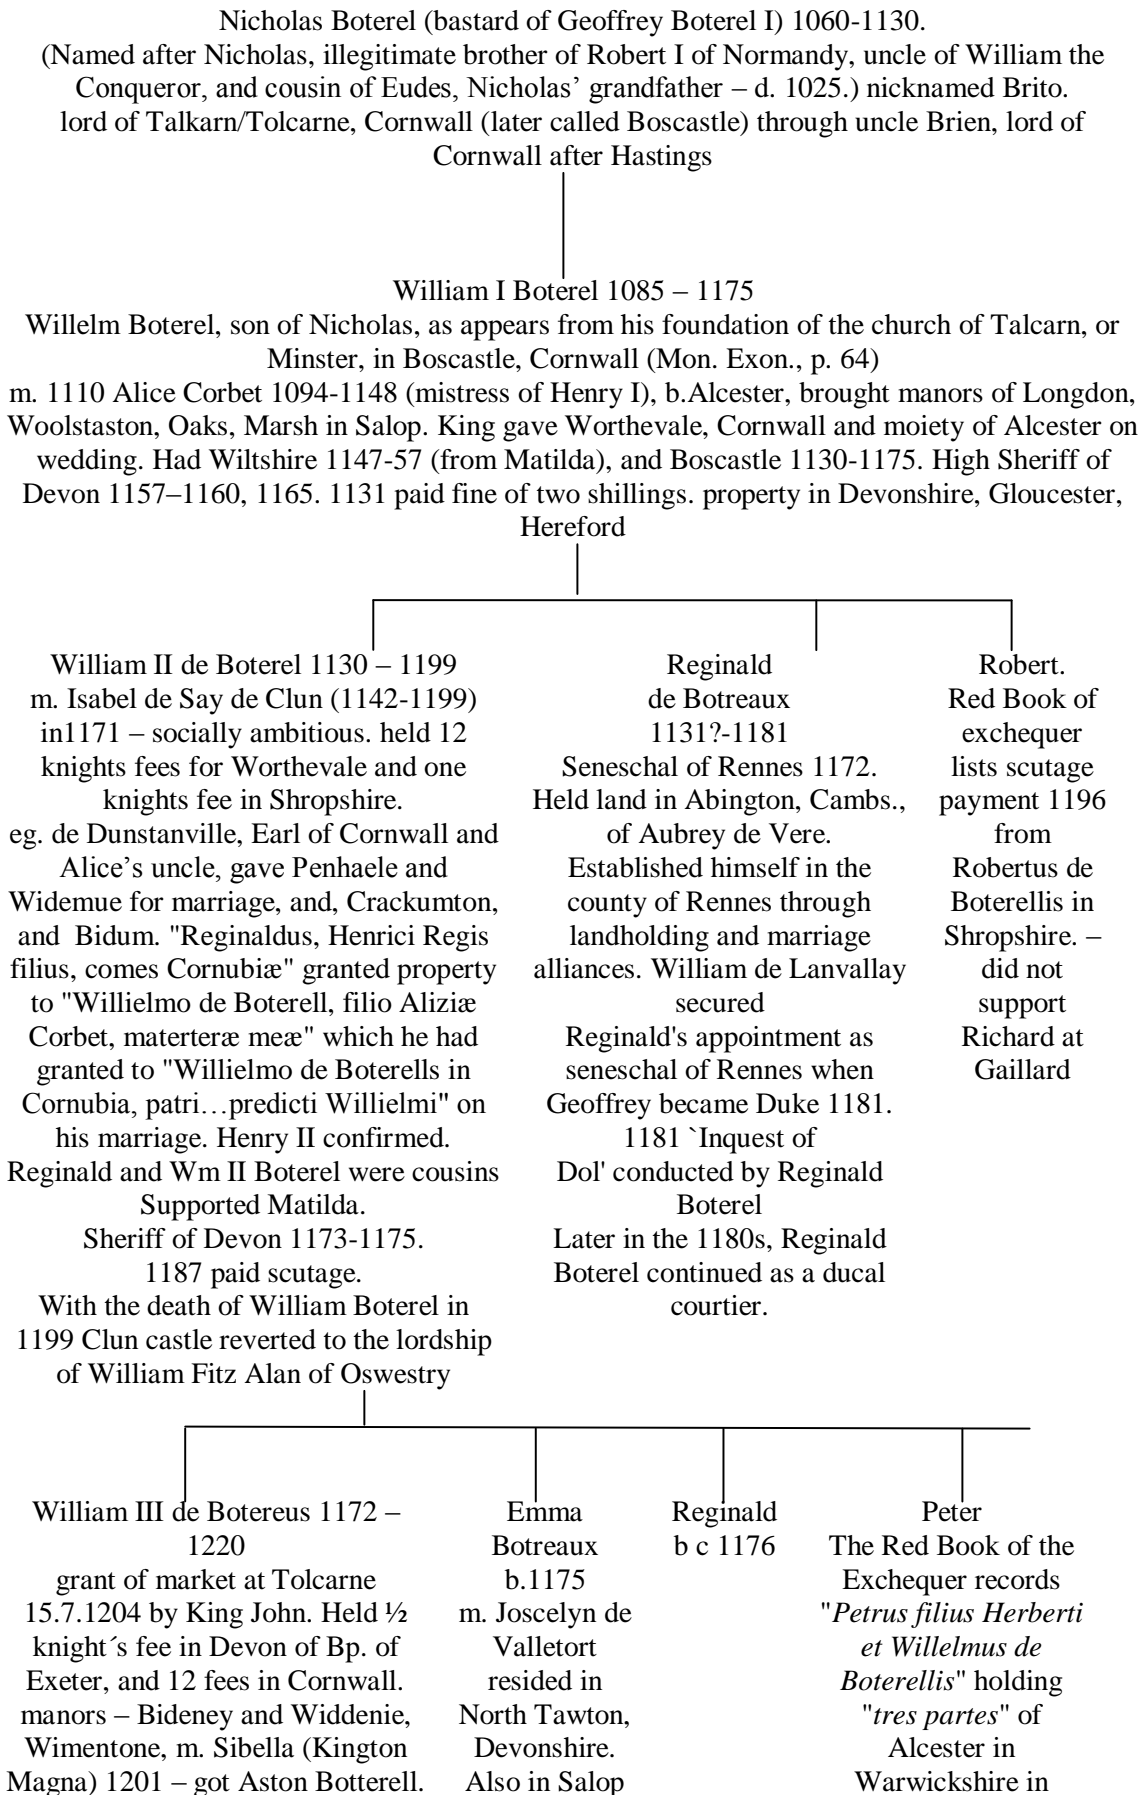 Nicholas Boterel (bastard of Geoffrey Boterel I) 1060-1130.
(Named after Nicholas, illegitimate brother of Robert I of Normandy, uncle of William the
Conqueror, and cousin of Eudes, Nicholas’ grandfather – d. 1025.) nicknamed Brito.
lord of Talkarn/Tolcarne, Cornwall (later called Boscastle) through uncle Brien, lord of
Cornwall after Hastings
William I Boterel 1085 – 1175
Willelm Boterel, son of Nicholas, as appears from his foundation of the church of Talcarn, or
Minster, in Boscastle, Cornwall (Mon. Exon., p. 64)
m. 1110 Alice Corbet 1094-1148 (mistress of Henry I), b.Alcester, brought manors of Longdon,
Woolstaston, Oaks, Marsh in Salop. King gave Worthevale, Cornwall and moiety of Alcester on
wedding. Had Wiltshire 1147-57 (from Matilda), and Boscastle 1130-1175. High Sheriff of
Devon 1157–1160, 1165. 1131 paid fine of two shillings. property in Devonshire, Gloucester,
Hereford
William II de Boterel 1130 – 1199
m. Isabel de Say de Clun (1142-1199)
in1171 – socially ambitious. held 12
knights fees for Worthevale and one
knights fee in Shropshire.
eg. de Dunstanville, Earl of Cornwall and
Alice’s uncle, gave Penhaele and
Widemue for marriage, and, Crackumton,
and Bidum. "Reginaldus, Henrici Regis
filius, comes Cornubiæ" granted property
to "Willielmo de Boterell, filio Aliziæ
Corbet, materteræ meæ" which he had
granted to "Willielmo de Boterells in
Cornubia, patri…predicti Willielmi" on
his marriage. Henry II confirmed.
Reginald and Wm II Boterel were cousins
Supported Matilda.
Sheriff of Devon 1173-1175.
1187 paid scutage.
With the death of William Boterel in
1199 Clun castle reverted to the lordship
of William Fitz Alan of Oswestry
Reginald
de Botreaux
1131?-1181
Seneschal of Rennes 1172.
Held land in Abington, Cambs.,
of Aubrey de Vere.
Established himself in the
county of Rennes through
landholding and marriage
alliances. William de Lanvallay
secured
Reginald's appointment as
seneschal of Rennes when
Geoffrey became Duke 1181.
1181 `Inquest of
Dol' conducted by Reginald
Boterel
Later in the 1180s, Reginald
Boterel continued as a ducal
courtier.
Robert.
Red Book of
exchequer
lists scutage
payment 1196
from
Robertus de
Boterellis in
Shropshire. –
did not
support
Richard at
Gaillard
William III de Botereus 1172 –
1220
grant of market at Tolcarne
15.7.1204 by King John. Held ½
knight´s fee in Devon of Bp. of
Exeter, and 12 fees in Cornwall.
manors – Bideney and Widdenie,
Wimentone, m. Sibella (Kington
Magna) 1201 – got Aston Botterell.
Emma
Botreaux
b.1175
m. Joscelyn de
Valletort
resided in
North Tawton,
Devonshire.
Also in Salop
Reginald
b c 1176
Peter
The Red Book of the
Exchequer records
"Petrus filius Herberti
et Willelmus de
Boterellis" holding
"tres partes" of
Alcester in
Warwickshire in